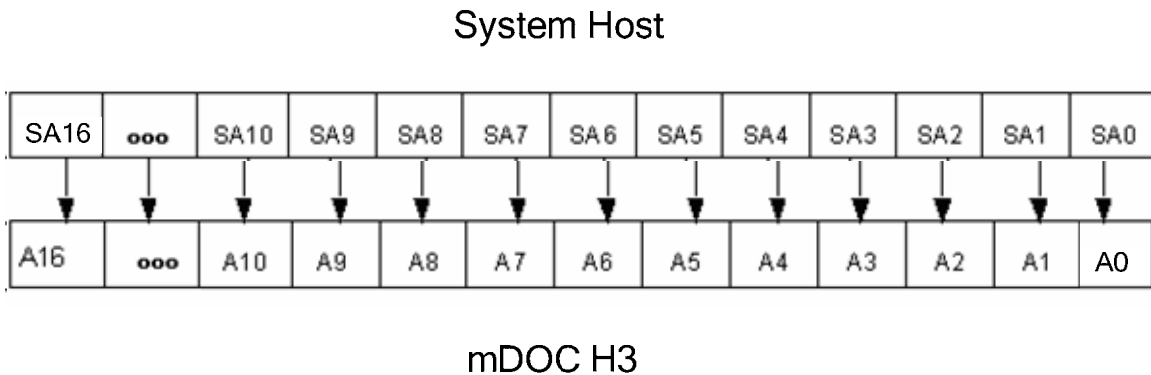 System Host
SA16 ooo SA10 SA9 SA8 SA7 SA6 SA5 SA4 SA3 SA2 SA1 SA0
A16 ooo A10 A9 A8 A7 A6 A5 A4 A3 A2 A1 A0
mDOC H3